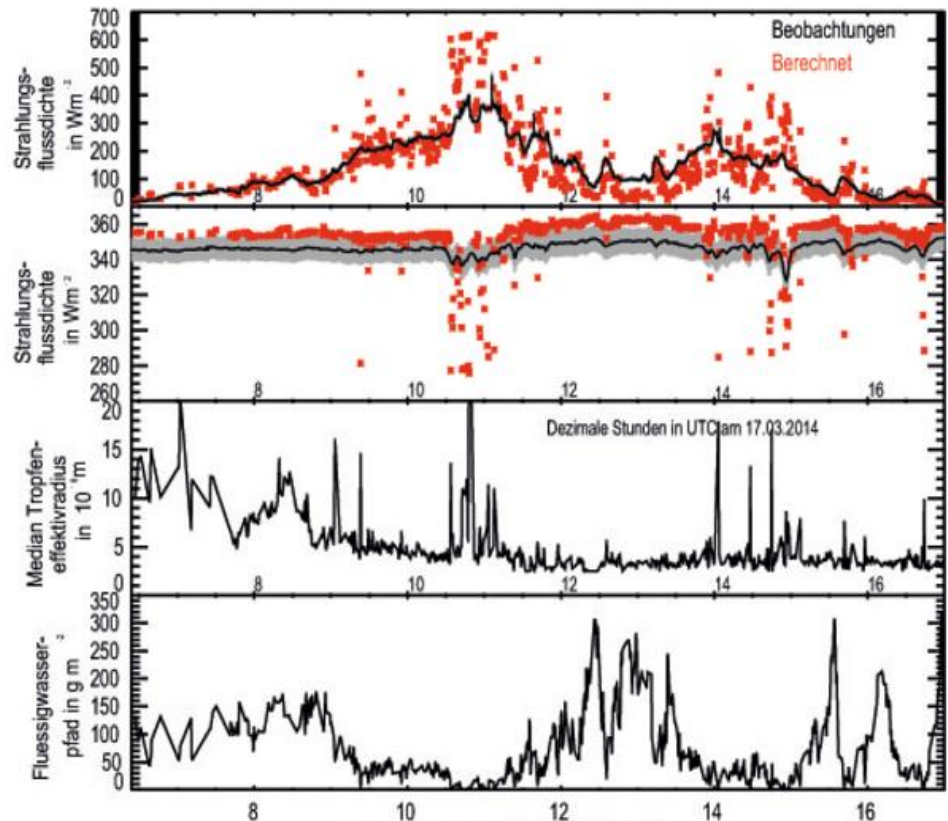 700
600
500
400
300
200
100
0
Strahlungs-
flussdichte
in Wm⁻²
Beobachtungen
Berechnet
8 10 12 14 16
360
340
320
300
280
260
Strahlungs-
flussdichte
in Wm⁻²
8 10 12 14 16
20
15
10
5
0
Median Tropfen-
effektivradius
in 10 m
Dezimale Stunden in UTC am 17.03.2014
8 10 12 14 16
350
300
250
200
150
100
50
0
Fluessigwasser-
pfad in g m⁻²
8 10 12 14 16